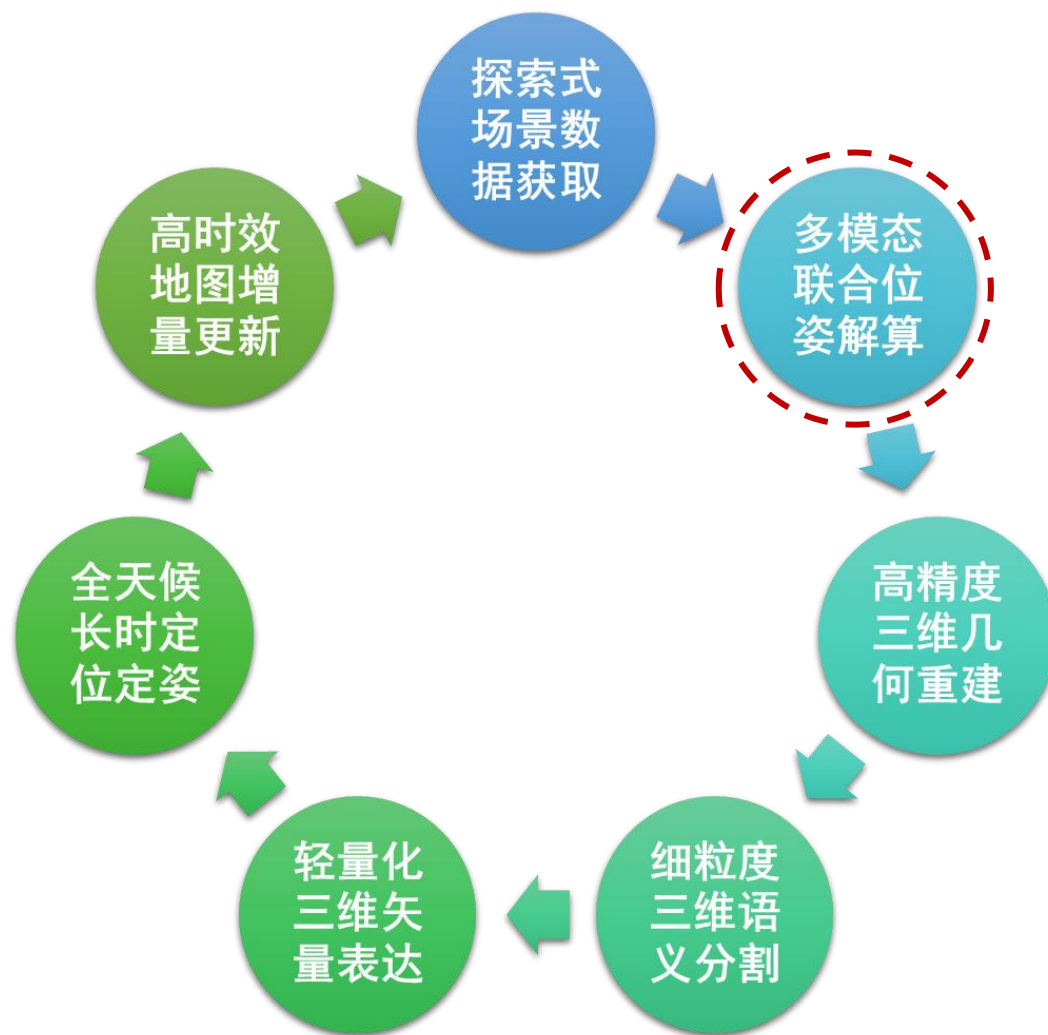 探索式
场景数
据获取
多模态
联合位
姿解算
高精度
三维几
何重建
细粒度
三维语
义分割
轻量化
三维矢
量表达
全天候
长时定
位定姿
高时效
地图增
量更新